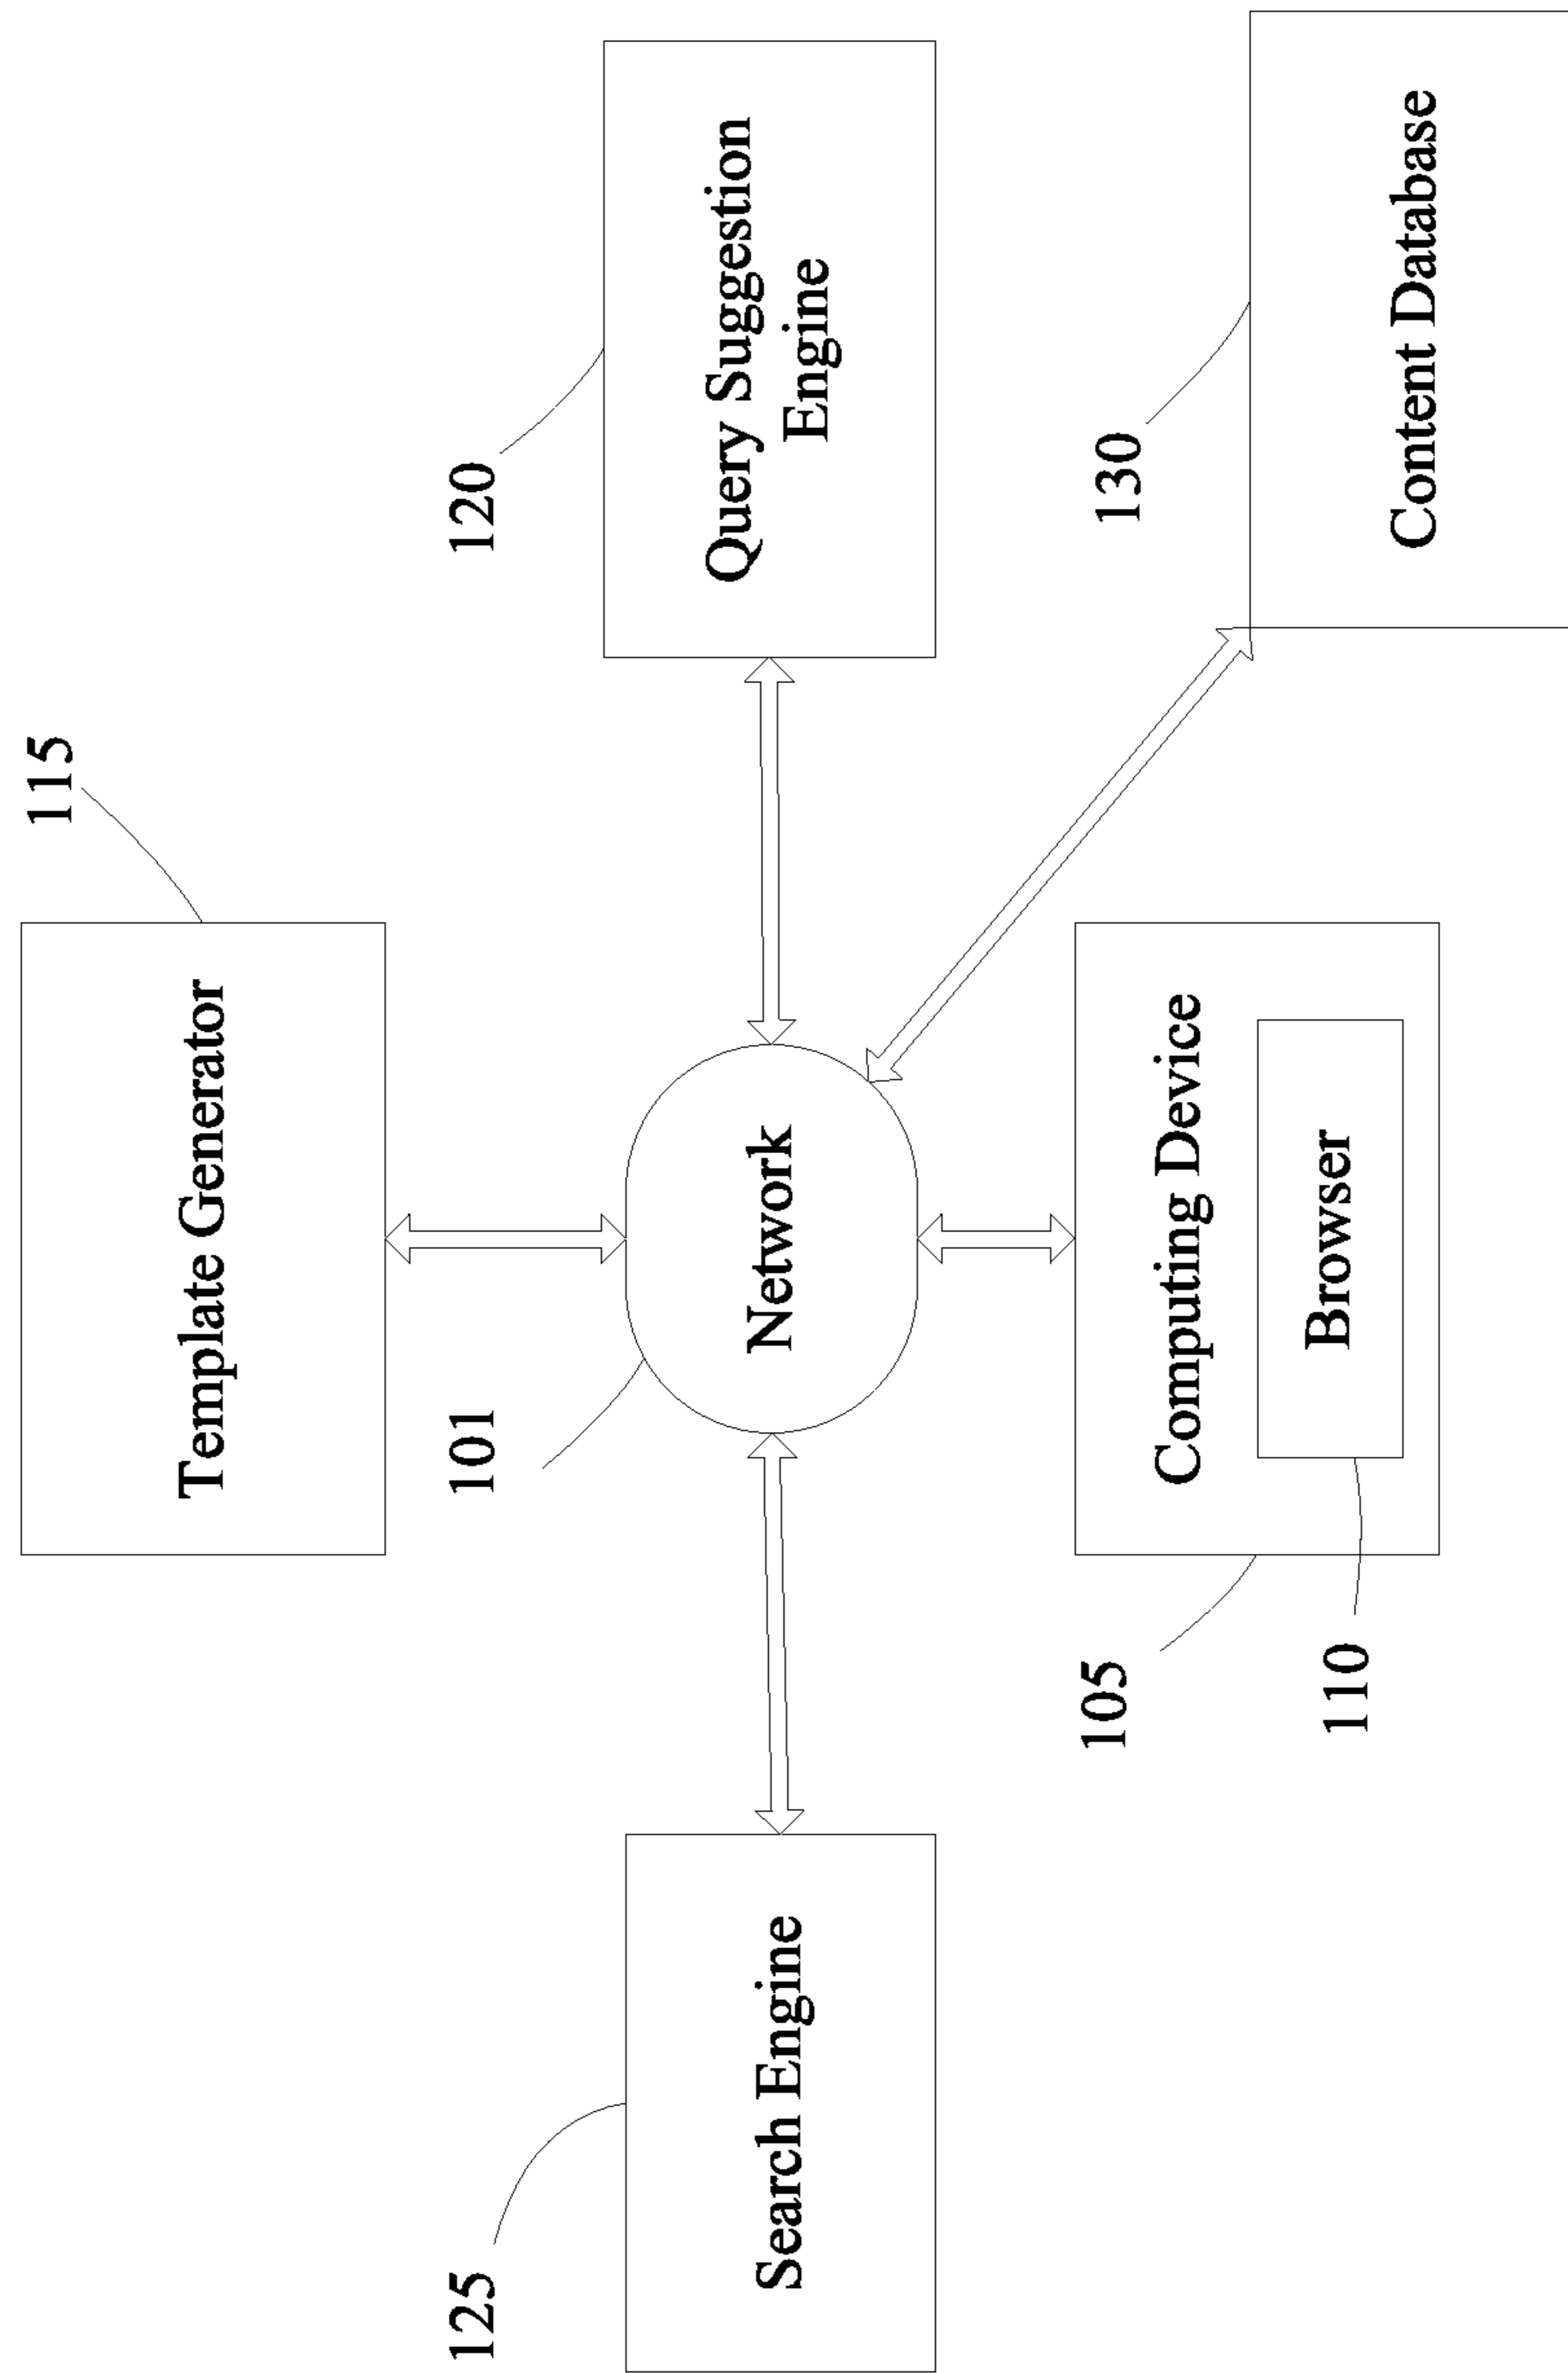 115
Template Generator
125
101
120
Search Engine
Network
Query Suggestion
Engine
105
130
Computing Device
110
Browser
Content Database